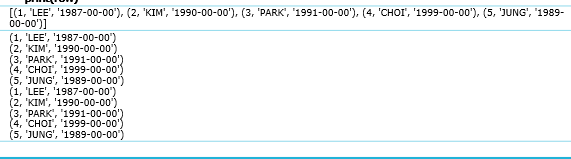 print(row)
[(1, 'LEE', '1987-00-00'), (2, 'KIM', '1990-00-00'), (3, 'PARK', '1991-00-00'), (4, 'CHOI', '1999-00-00'), (5, 'JUNG', '1989-
00-00')]
(1, 'LEE', '1987-00-00')
(2, 'KIM', '1990-00-00')
(3, 'PARK', '1991-00-00')
(4, 'CHOI', '1999-00-00')
(5, 'JUNG', '1989-00-00')
(1, 'LEE', '1987-00-00')
(2, 'KIM', '1990-00-00')
(3, 'PARK', '1991-00-00')
(4, 'CHOI', '1999-00-00')
(5, 'JUNG', '1989-00-00')